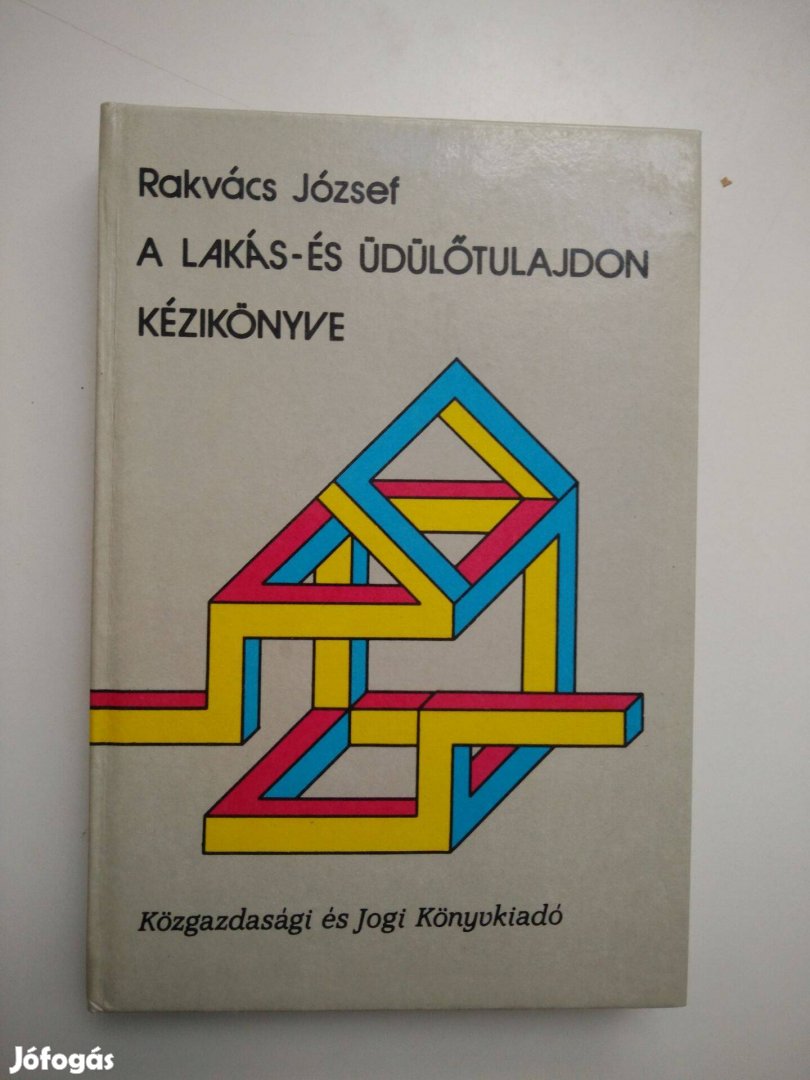 Rakvács József
A LAKÁS-ÉS ÜDÜLŐTULAJDON
KÉZIKÖNYVE
Közgazdasági és Jogi Könyvkiadó
Jófogás